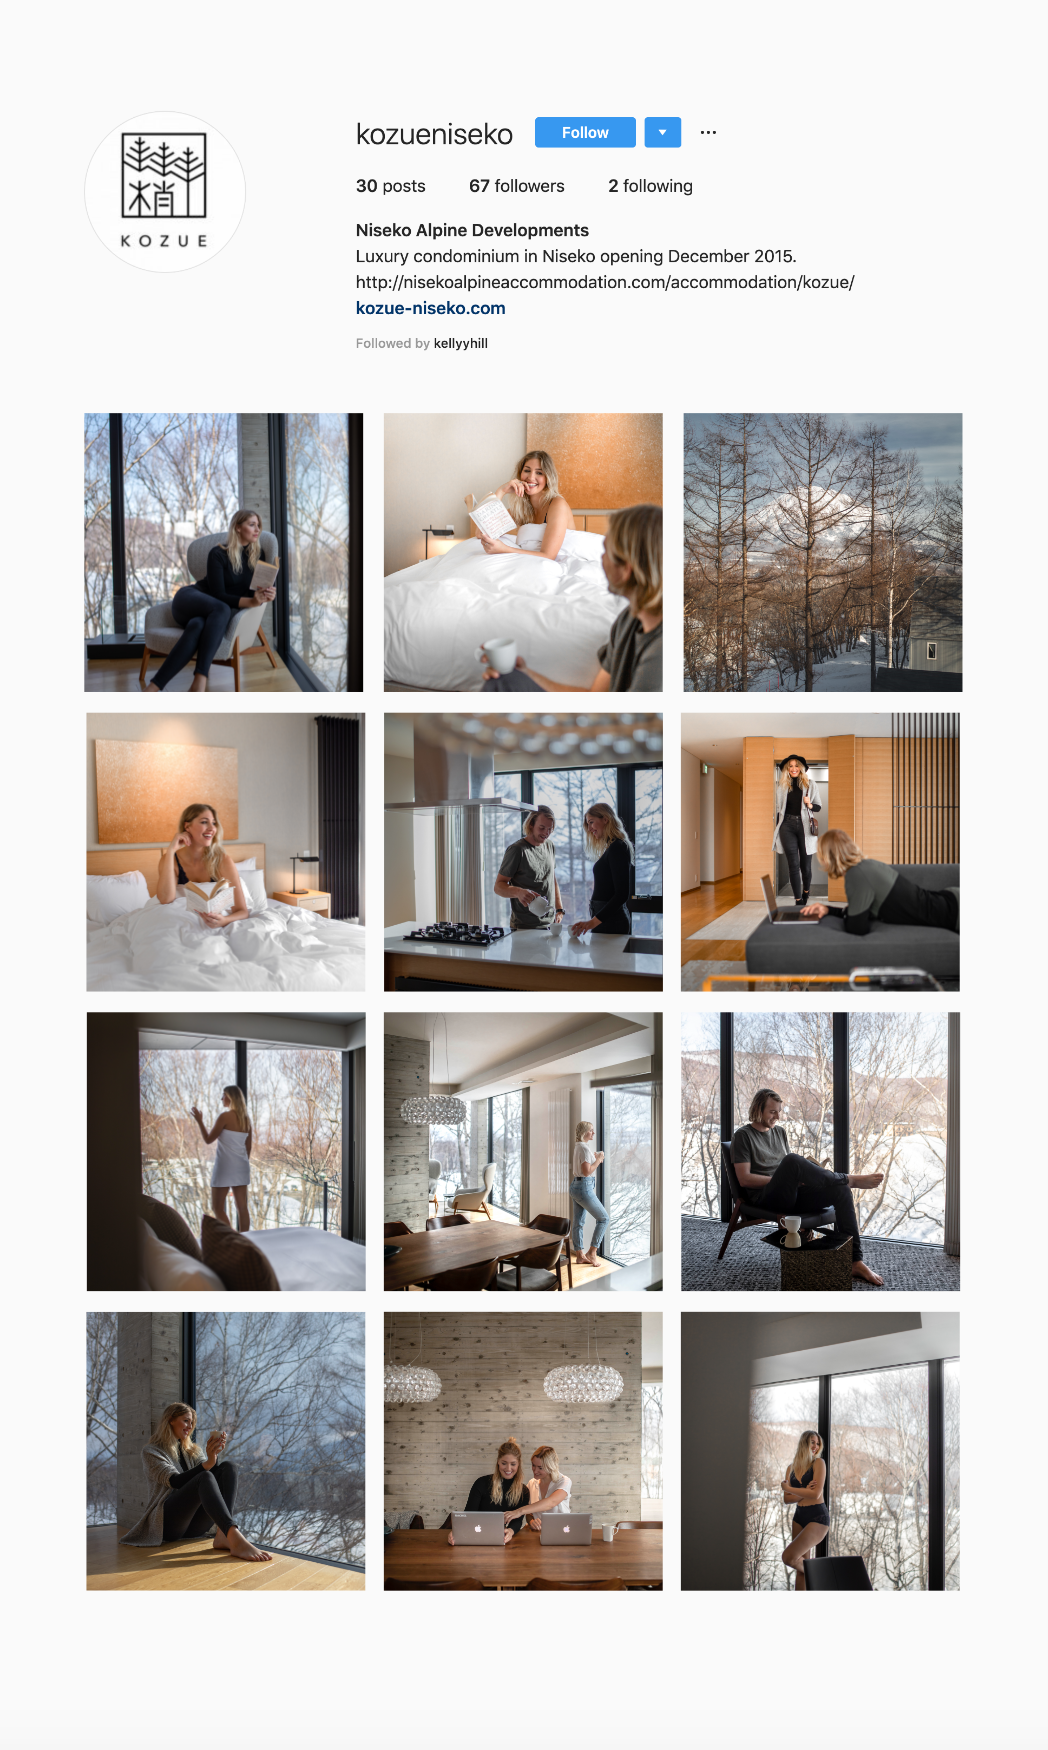 梢
KOZUE
kozueniseko Follow ...
30 posts 67 followers 2 following
Niseko Alpine Developments
Luxury condominium in Niseko opening December 2015.
http://nisekoalpineaccommodation.com/accommodation/kozue/
kozue-niseko.com
Followed by kellyyhill